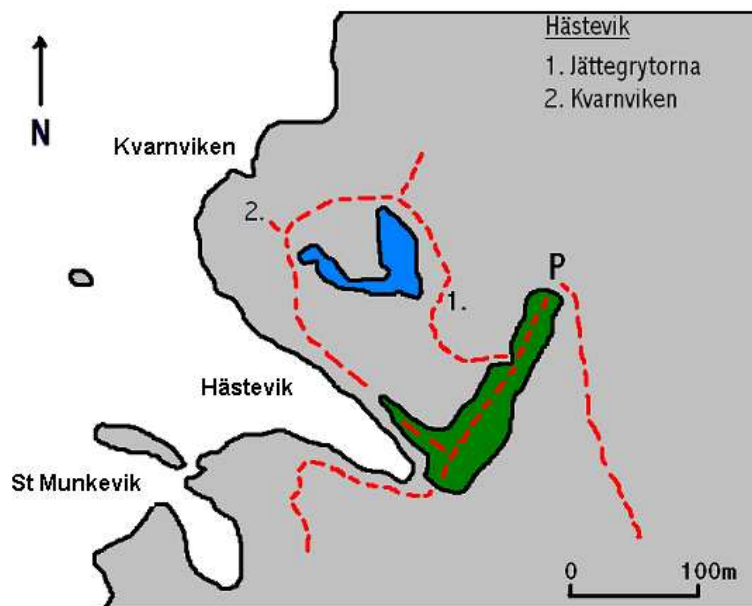 Hästevik
1. Jättegrytorna
2. Kvarnviken
N
Kvarnviken
2.
P
1.
Hästevik
St Munkevik
0 100m